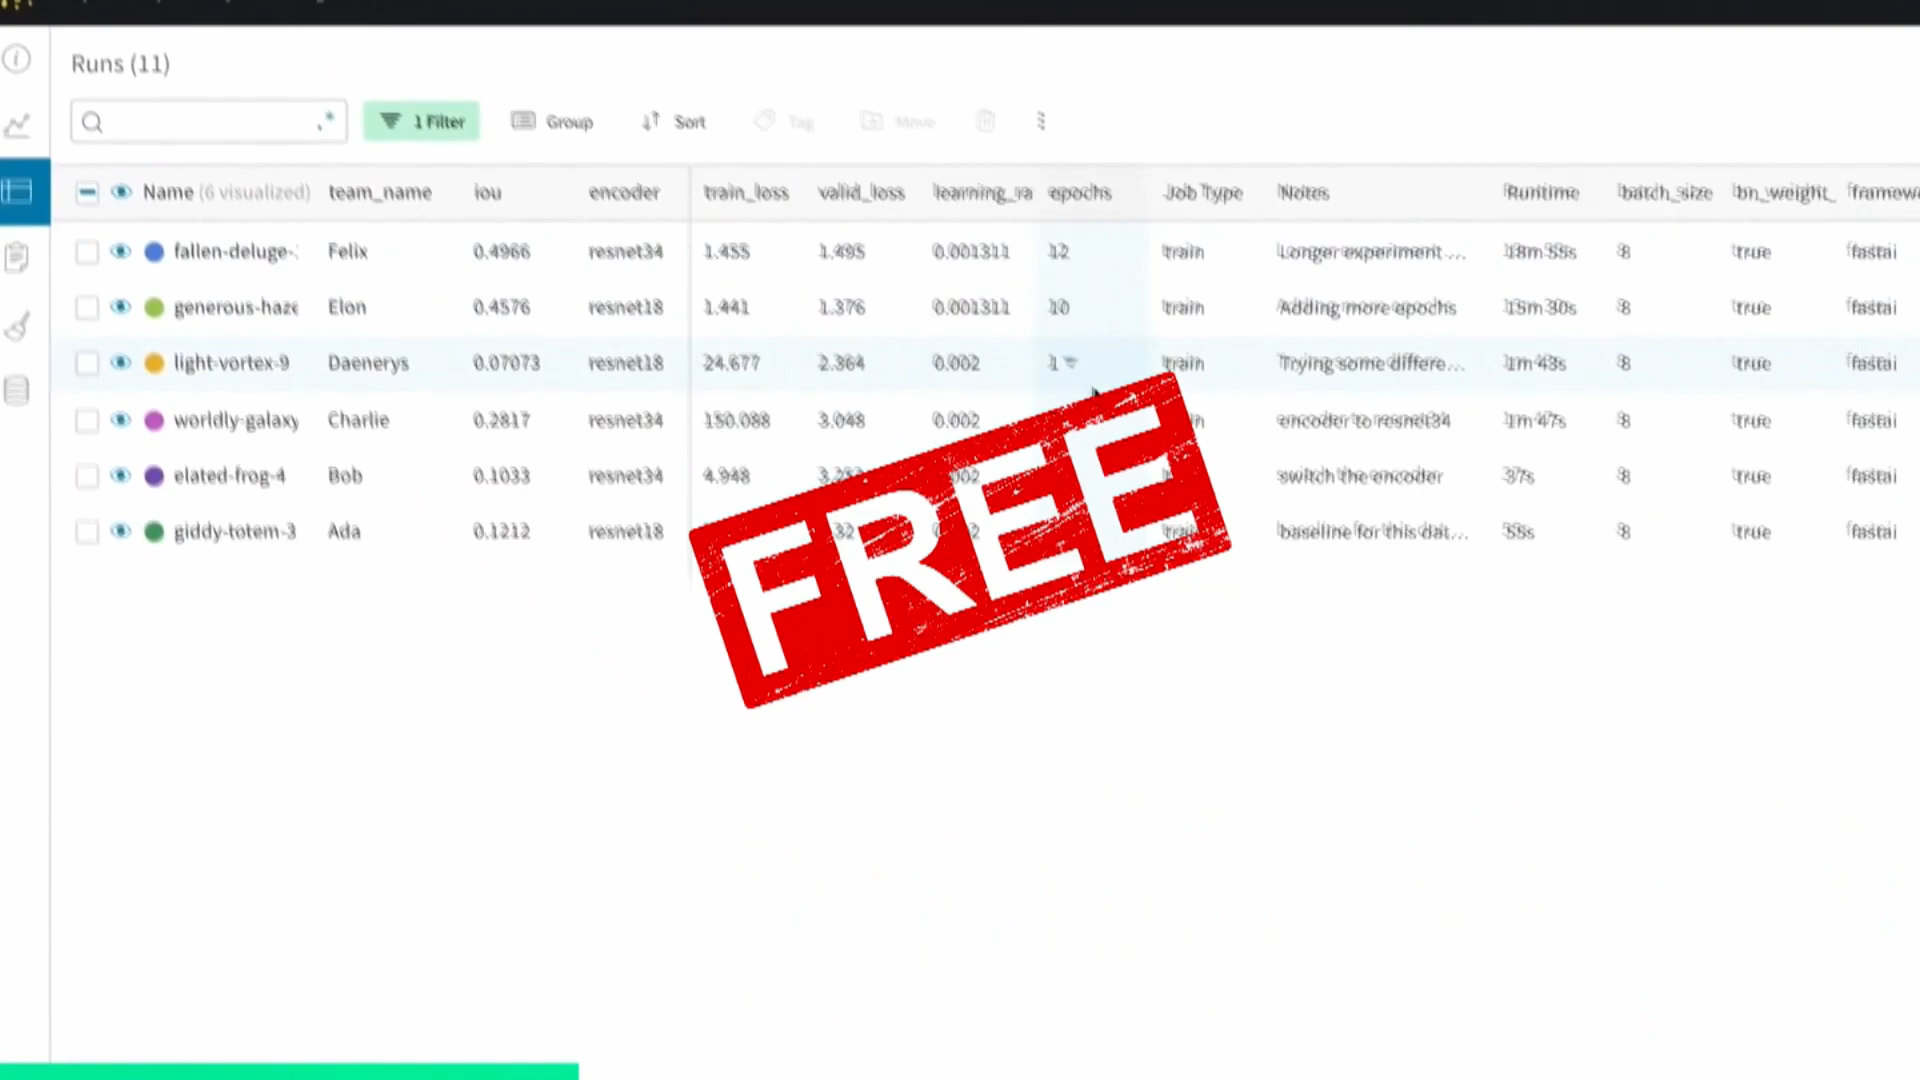 Runs (11)
.* 1 Filter Group Sort Tag Move
Name (6 visualized) team_name iou encoder train_loss valid_loss learning_ra epochs Job Type Notes Runtime batch_size bn_weight_ framew
fallen-deluge- Felix 0.4966 resnet34 1.455 1.495 0.001311 12 train Longer experiment ... 18m 55s 8 true fastai
generous-haze Elon 0.4576 resnet18 1.441 1.376 0.001311 10 train Adding more epochs 15m 30s 8 true fastai
light-vortex-9 Daenerys 0.07073 resnet18 24.677 2.364 0.002 1 train Trying some differe... 1m 43s 8 true fastai
worldly-galaxy Charlie 0.2817 resnet34 150.088 3.048 0.002 encoder to resnet34 1m 47s 8 true fastai
elated-frog-4 Bob 0.1033 resnet34 4.948 switch the encoder 37s 8 true fastai
giddy-totem-3 Ada 0.1212 resnet18 baseline for this dat... 55s 8 true fastai
FREE